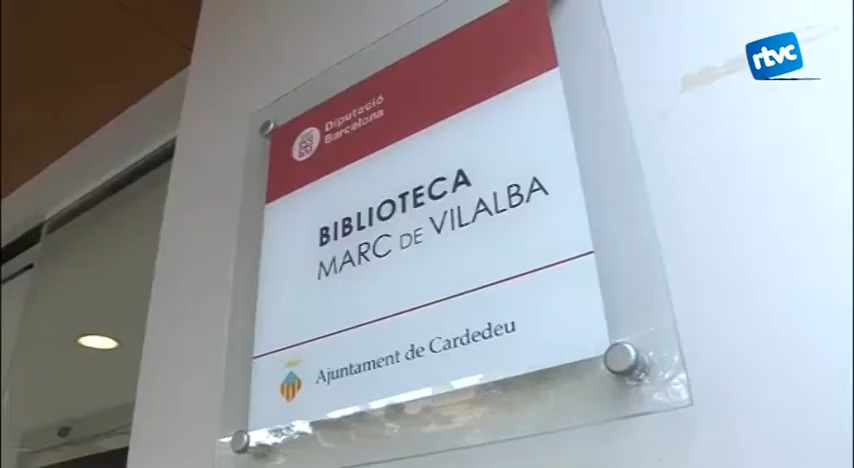 rtvc
Diputació
Barcelona
BIBLIOTECA
MARC DE VILALBA
Ajuntament de Cardedeu